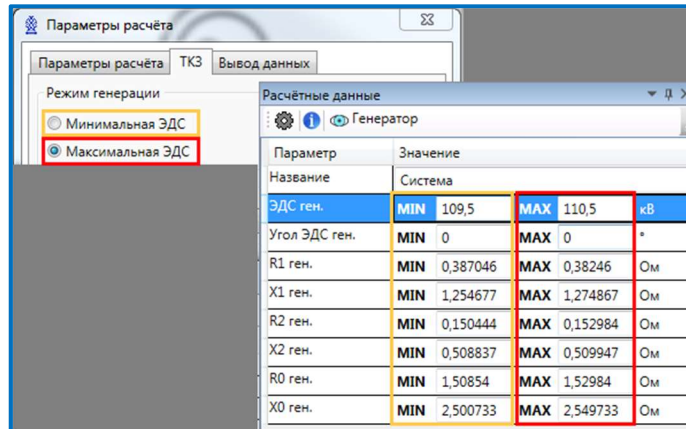 Параметры расчёта
Параметры расчёта ТКЗ Вывод данных
Режим генерации
Минимальная ЭДС
Максимальная ЭДС
Расчётные данные
Генератор
Параметр Значение
Название Система
ЭДС ген. MIN 109,5 MAX 110,5 кВ
Угол ЭДС ген. MIN 0 MAX 0 °
R1 ген. MIN 0,387046 MAX 0,38246 Ом
X1 ген. MIN 1,254677 MAX 1,274867 Ом
R2 ген. MIN 0,150444 MAX 0,152984 Ом
X2 ген. MIN 0,508837 MAX 0,509947 Ом
R0 ген. MIN 1,50854 MAX 1,52984 Ом
X0 ген. MIN 2,500733 MAX 2,549733 Ом